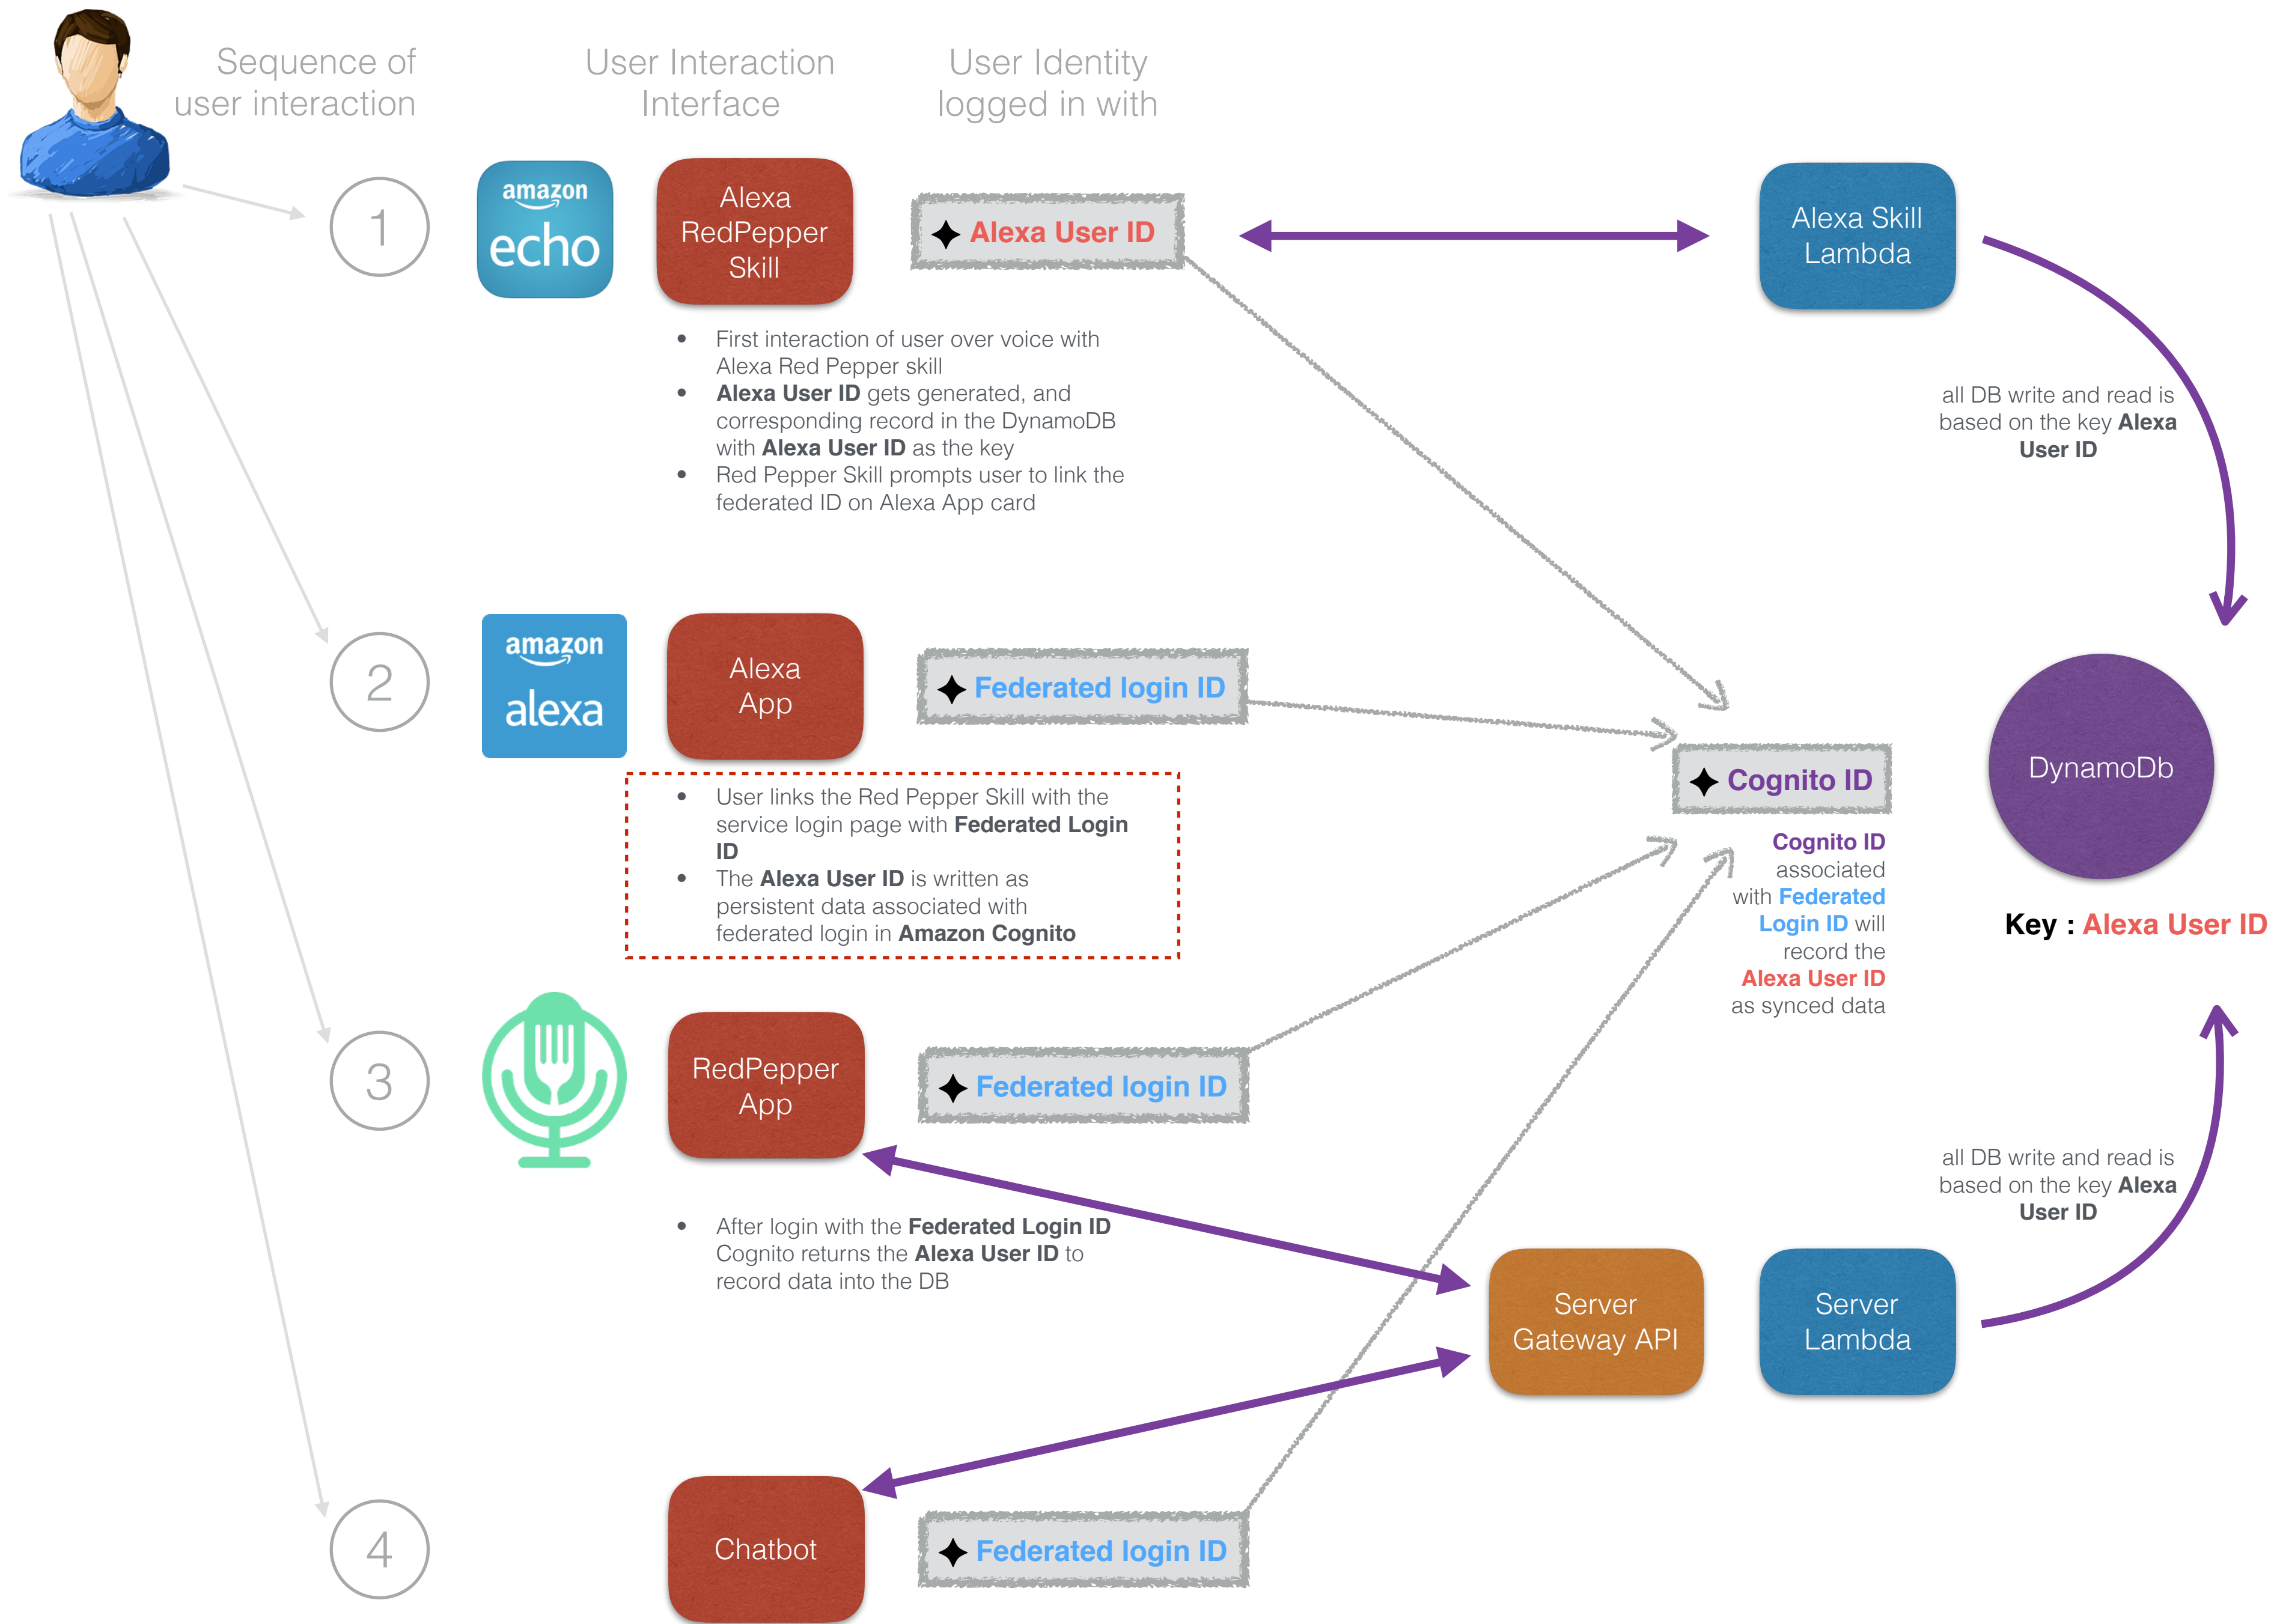 Sequence of
user interaction
User Interaction
Interface
User Identity
logged in with
1
amazon
echo
Alexa
RedPepper
Skill
Alexa User ID
Alexa Skill
Lambda
• First interaction of user over voice with
Alexa Red Pepper skill
• Alexa User ID gets generated, and
corresponding record in the DynamoDB
with Alexa User ID as the key
• Red Pepper Skill prompts user to link the
federated ID on Alexa App card
all DB write and read is
based on the key Alexa
User ID
2
amazon
alexa
Alexa
App
Federated login ID
• User links the Red Pepper Skill with the
service login page with Federated Login
ID
• The Alexa User ID is written as
persistent data associated with
federated login in Amazon Cognito
Cognito ID
Cognito ID
associated
with Federated
Login ID will
record the
Alexa User ID
as synced data
DynamoDb
Key : Alexa User ID
3
RedPepper
App
Federated login ID
• After login with the Federated Login ID
Cognito returns the Alexa User ID to
record data into the DB
all DB write and read is
based on the key Alexa
User ID
Server
Gateway API
Server
Lambda
4
Chatbot
Federated login ID